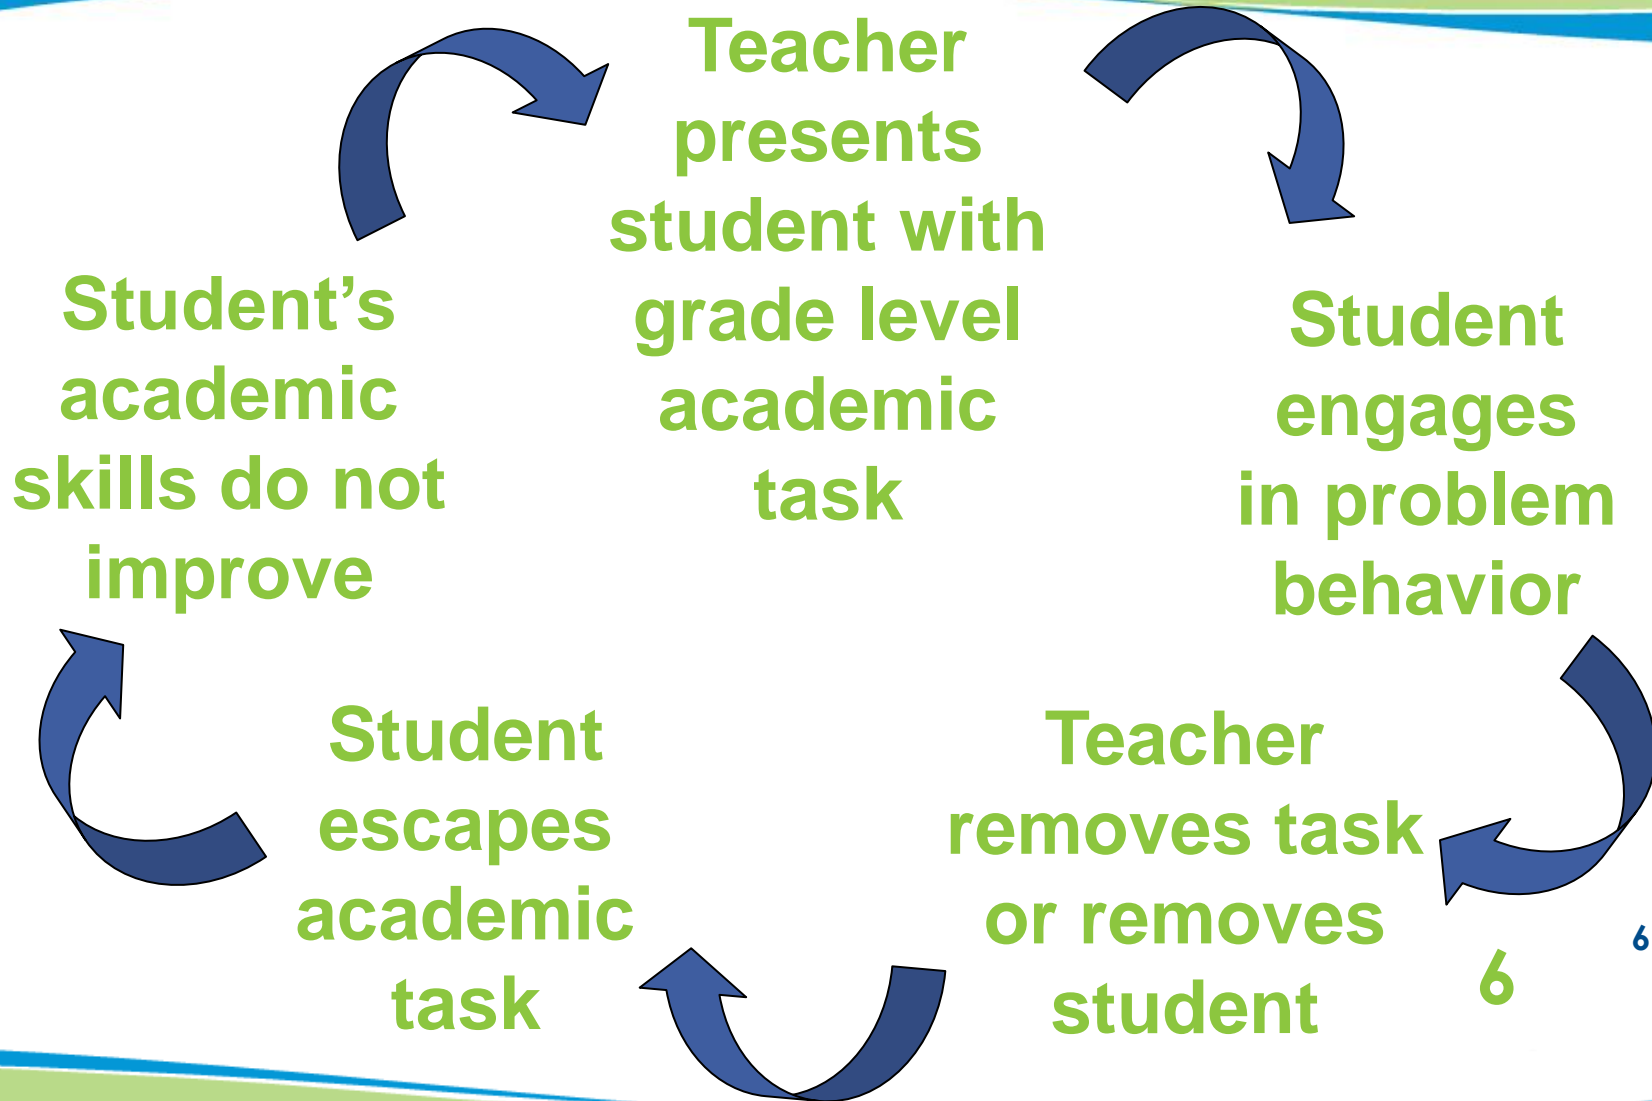 Teacher
presents
student with
grade level
academic
task
Student
engages
in problem
behavior
Teacher
removes task
or removes
student
Student
escapes
academic
task
Student’s
academic
skills do not
improve
6
6